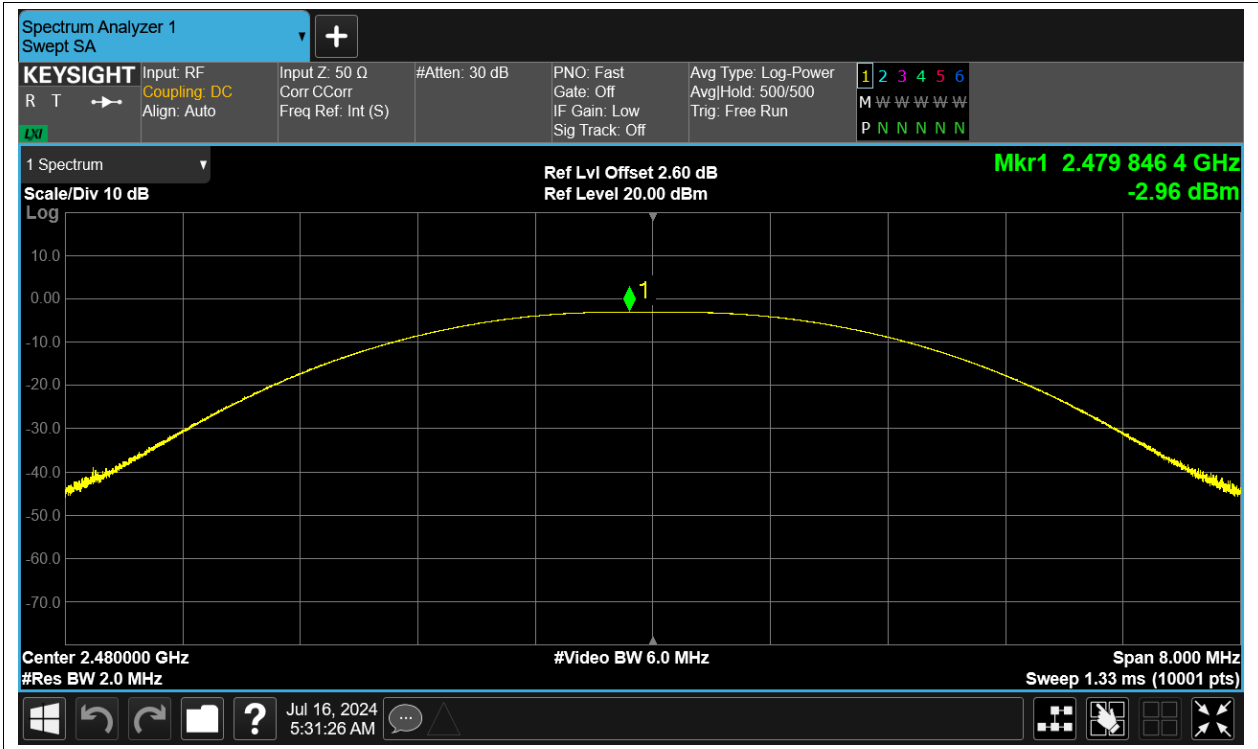 Spectrum Analyzer 1
Swept SA
+
KEYSIGHT
R T
LXI
Input: RF
Coupling: DC
Align: Auto
Input Z: 50 Ω
Corr CCorr
Freq Ref: Int (S)
#Atten: 30 dB
PNO: Fast
Gate: Off
IF Gain: Low
Sig Track: Off
Avg Type: Log-Power
Avg|Hold: 500/500
Trig: Free Run
1 2 3 4 5 6
M W W W W W
P N N N N N
1 Spectrum
Scale/Div 10 dB
Log
Ref Lvl Offset 2.60 dB
Ref Level 20.00 dBm
Mkr1 2.479 846 4 GHz
-2.96 dBm
10.0
0.00
-10.0
-20.0
-30.0
-40.0
-50.0
-60.0
-70.0
1
Center 2.480000 GHz
#Res BW 2.0 MHz
#Video BW 6.0 MHz
Span 8.000 MHz
Sweep 1.33 ms (10001 pts)
?
Jul 16, 2024
5:31:26 AM